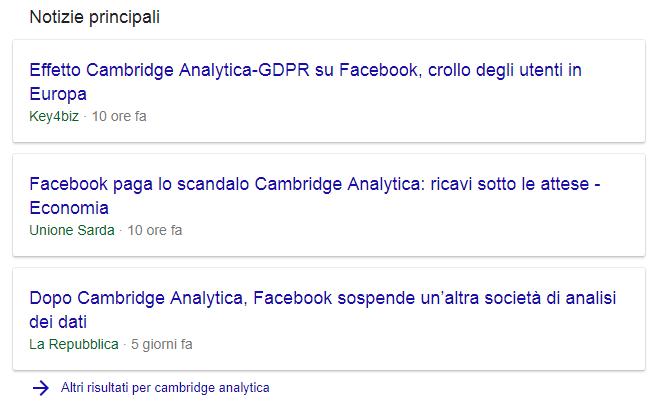 Notizie principali
Effetto Cambridge Analytica-GDPR su Facebook, crollo degli utenti in
Europa
Key4biz · 10 ore fa
Facebook paga lo scandalo Cambridge Analytica: ricavi sotto le attese -
Economia
Unione Sarda · 10 ore fa
Dopo Cambridge Analytica, Facebook sospende un’altra società di analisi
dei dati
La Repubblica · 5 giorni fa
Altri risultati per cambridge analytica